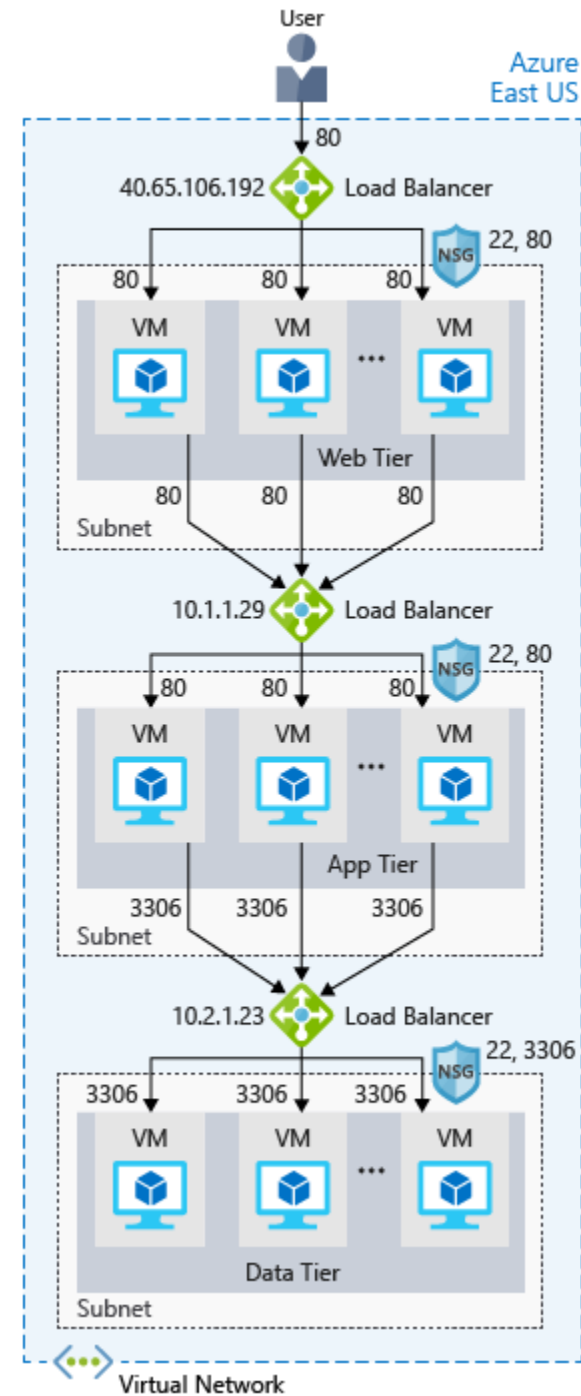 User
Azure
East US
80
40.65.106.192
Load Balancer
NSG
22, 80
80
80
80
VM
VM
VM
...
Web Tier
80
80
80
Subnet
10.1.1.29
Load Balancer
NSG
22, 80
80
80
80
VM
VM
VM
...
App Tier
3306
3306
3306
Subnet
10.2.1.23
Load Balancer
NSG
22, 3306
3306
3306
3306
VM
VM
VM
...
Data Tier
Subnet
Virtual Network